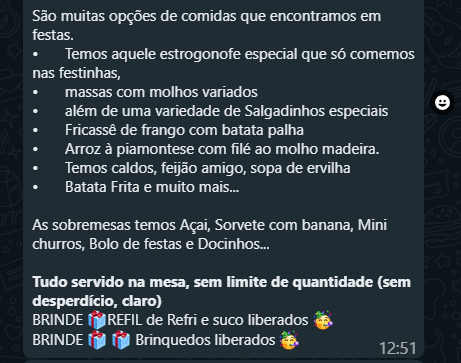 São muitas opções de comidas que encontramos em
festas.
• Temos aquele estrogonofe especial que só comemos
nas festinhas,
• massas com molhos variados
• além de uma variedade de Salgadinhos especiais
• Fricassê de frango com batata palha
• Arroz à piamontese com filé ao molho madeira.
• Temos caldos, feijão amigo, sopa de ervilha
• Batata Frita e muito mais...
As sobremesas temos Açai, Sorvete com banana, Mini
churros, Bolo de festas e Docinhos...
Tudo servido na mesa, sem limite de quantidade (sem
desperdício, claro)
BRINDE 🎁REFIL de Refri e suco liberados 🥳
BRINDE 🎁 🎁 Brinquedos liberados 🥳
12:51